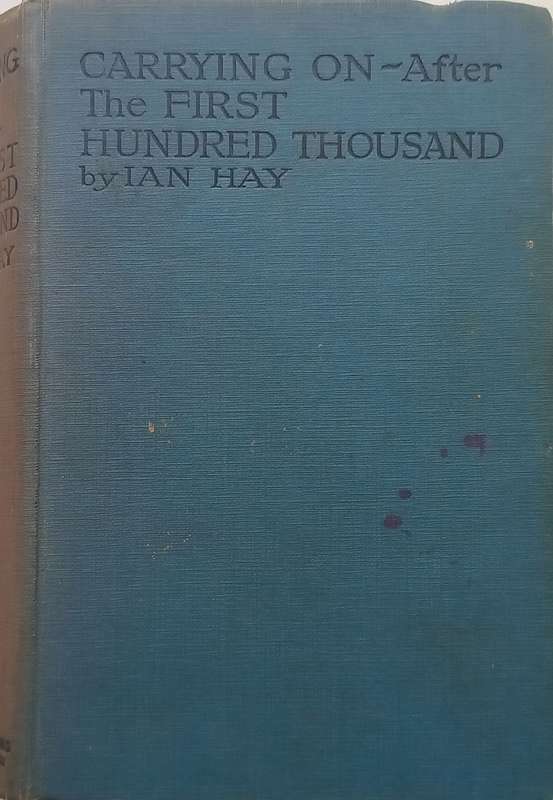 CARRYING ON~After
The FIRST
HUNDRED THOUSAND
by IAN HAY